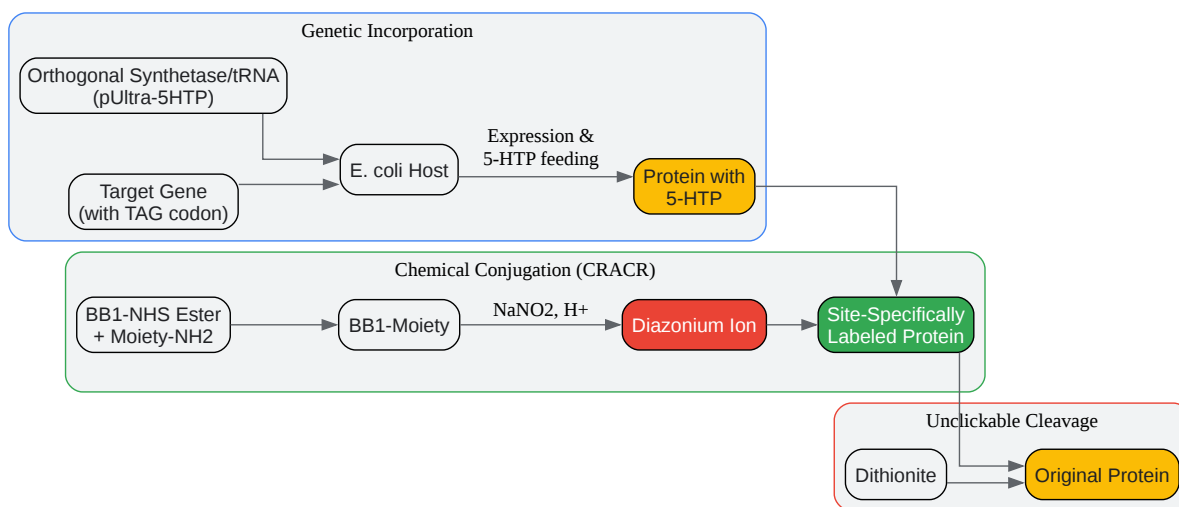 Genetic Incorporation
Orthogonal Synthetase/tRNA
(pUltra-5HTP)
Target Gene
(with TAG codon)
E. coli Host
Expression &
5-HTP feeding
Protein with
5-HTP
Chemical Conjugation (CRACR)
BB1-NHS Ester
+ Moiety-NH2
BB1-Moiety
NaNO2, H+
Diazonium Ion
Site-Specifically
Labeled Protein
Unclickable Cleavage
Dithionite
Original Protein